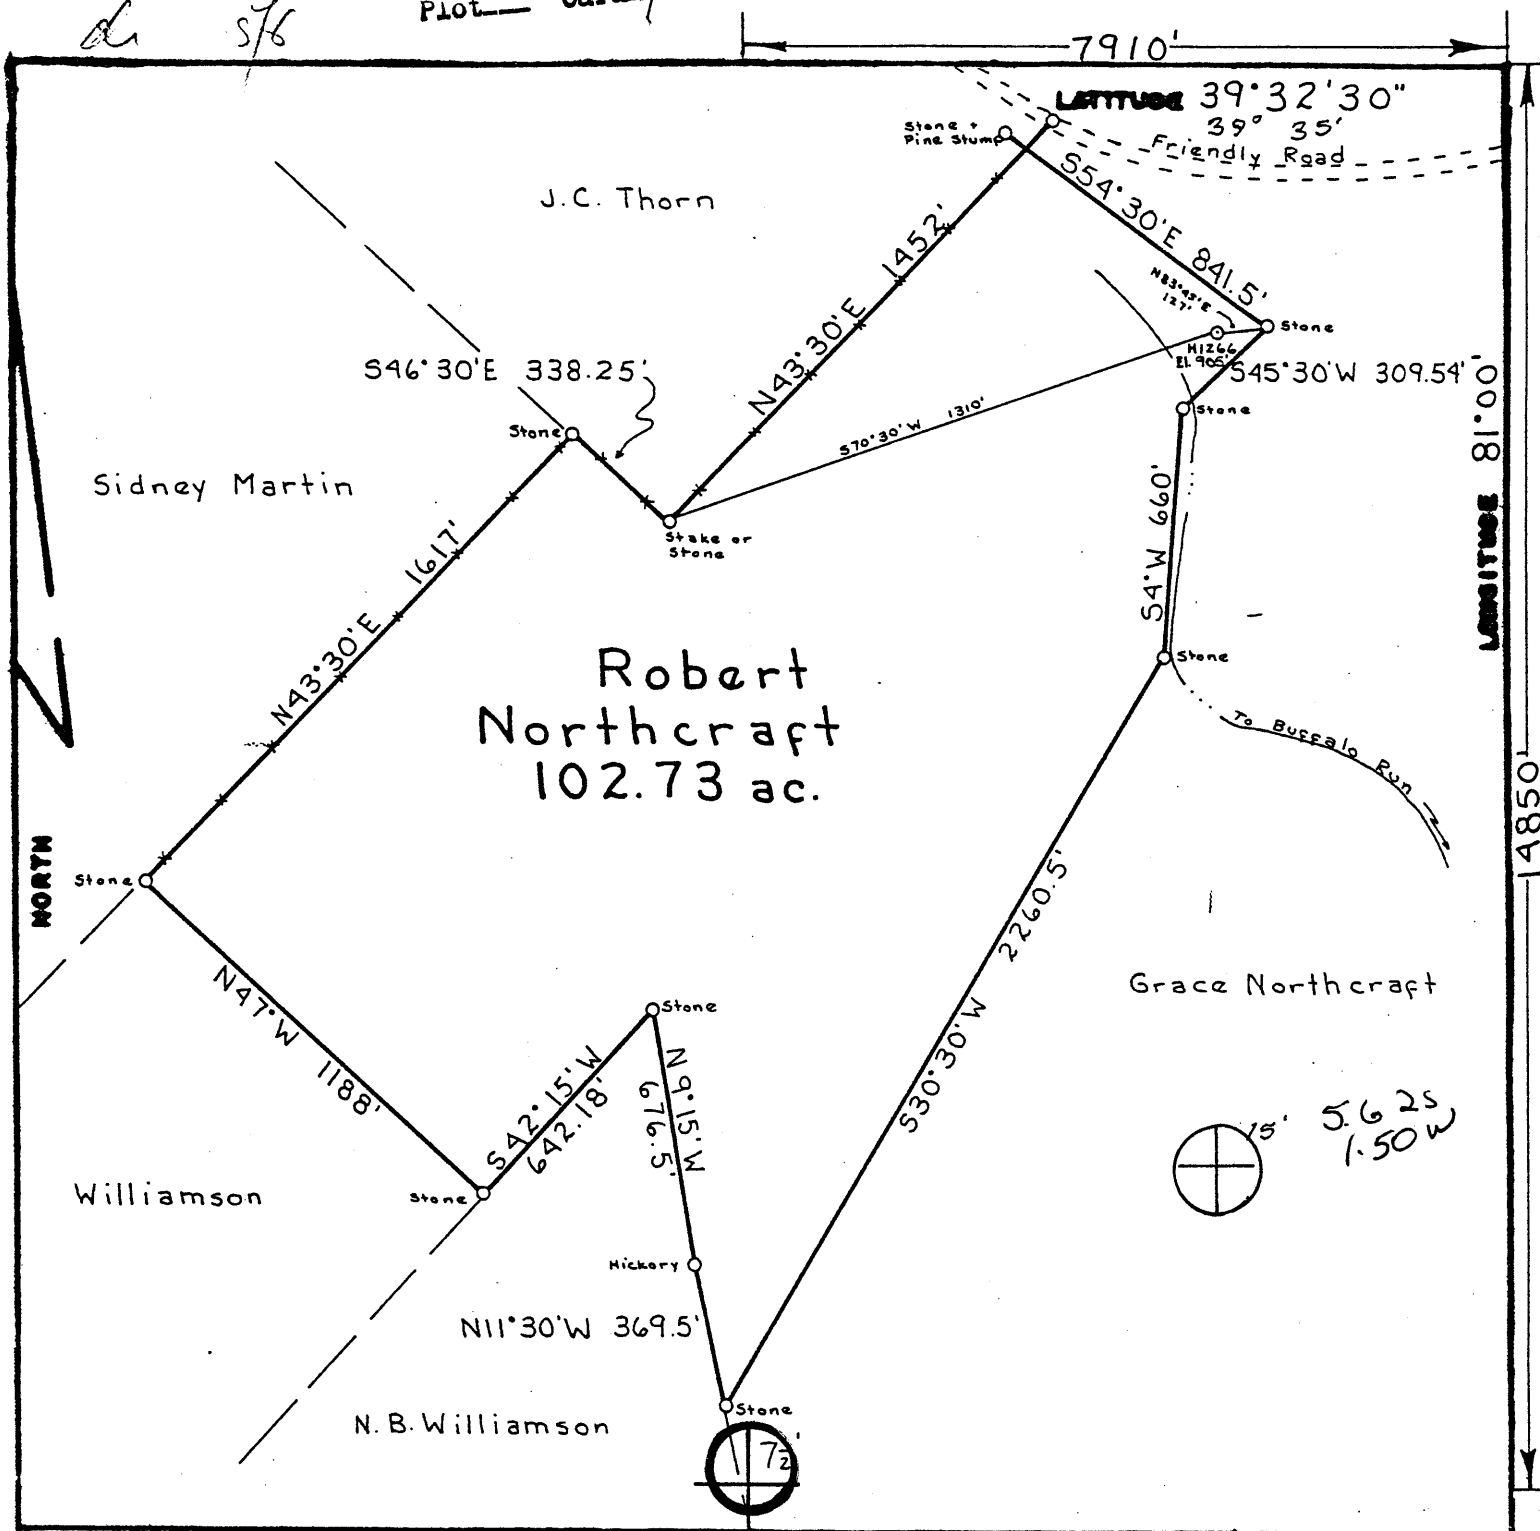 Plot
7910'
LATITUDE 39°32'30"
39° 35'
Friendly Road
Stone +
Pine Stump
J.C. Thorn
S54°30'E 841.5'
N43°30'E 1452'
N83°45'E
127'
Stone
H1266
El. 905'
S45°30'W 309.54'
Stone
S46°30'E 338.25'
S70°30'W 1310'
Stone
Sidney Martin
Stake or
Stone
LONGITUDE 81°00'
S4°W 660'
N43°30'E 1617'
Stone
Robert
Northcraft
102.73 ac.
To Buffalo Run
14850'
NORTH
Stone
S30°30'W 2260.5'
Grace Northcraft
N47°W 1188'
Stone
S42°15'W
642.18'
N9°15'W
676.5'
15' 5.62S
1.50W
Williamson
Stone
Hickory
N11°30'W 369.5'
Stone
N.B. Williamson
7½'